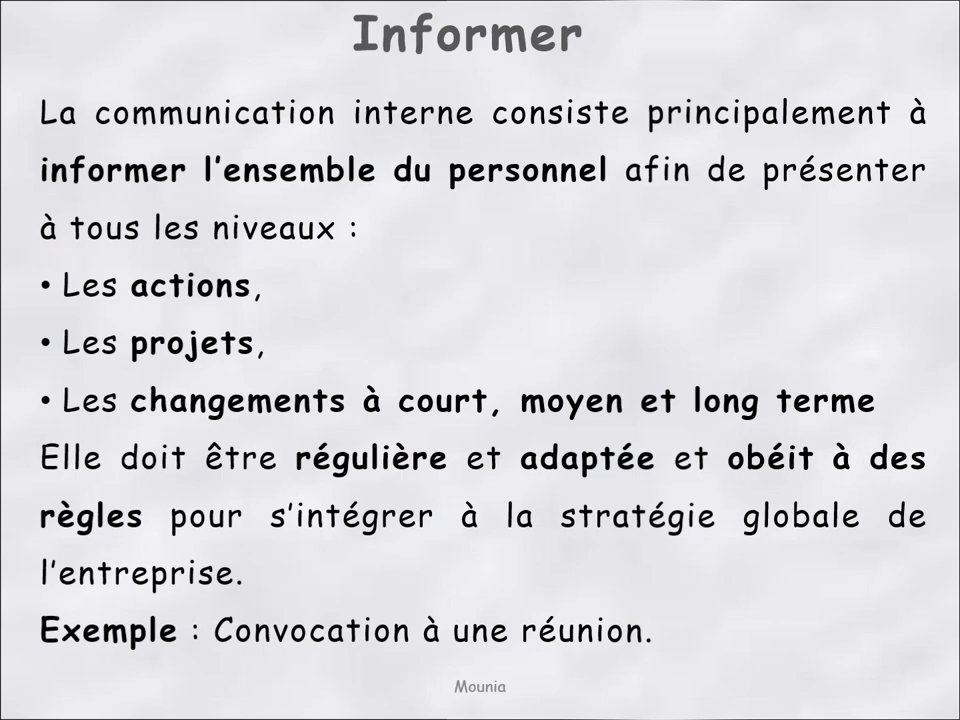 Informer
La communication interne consiste principalement à
informer l'ensemble du personnel afin de présenter
à tous les niveaux :
• Les actions,
• Les projets,
• Les changements à court, moyen et long terme
Elle doit être régulière et adaptée et obéit à des
règles pour s'intégrer à la stratégie globale de
l'entreprise.
Exemple : Convocation à une réunion.
Mounia